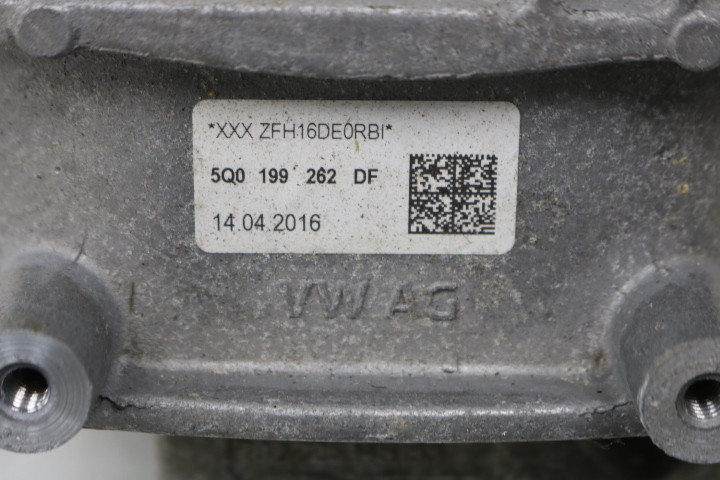 *XXX ZFH16DE0RBI*
5Q0 199 262 DF
14.04.2016
VW AG